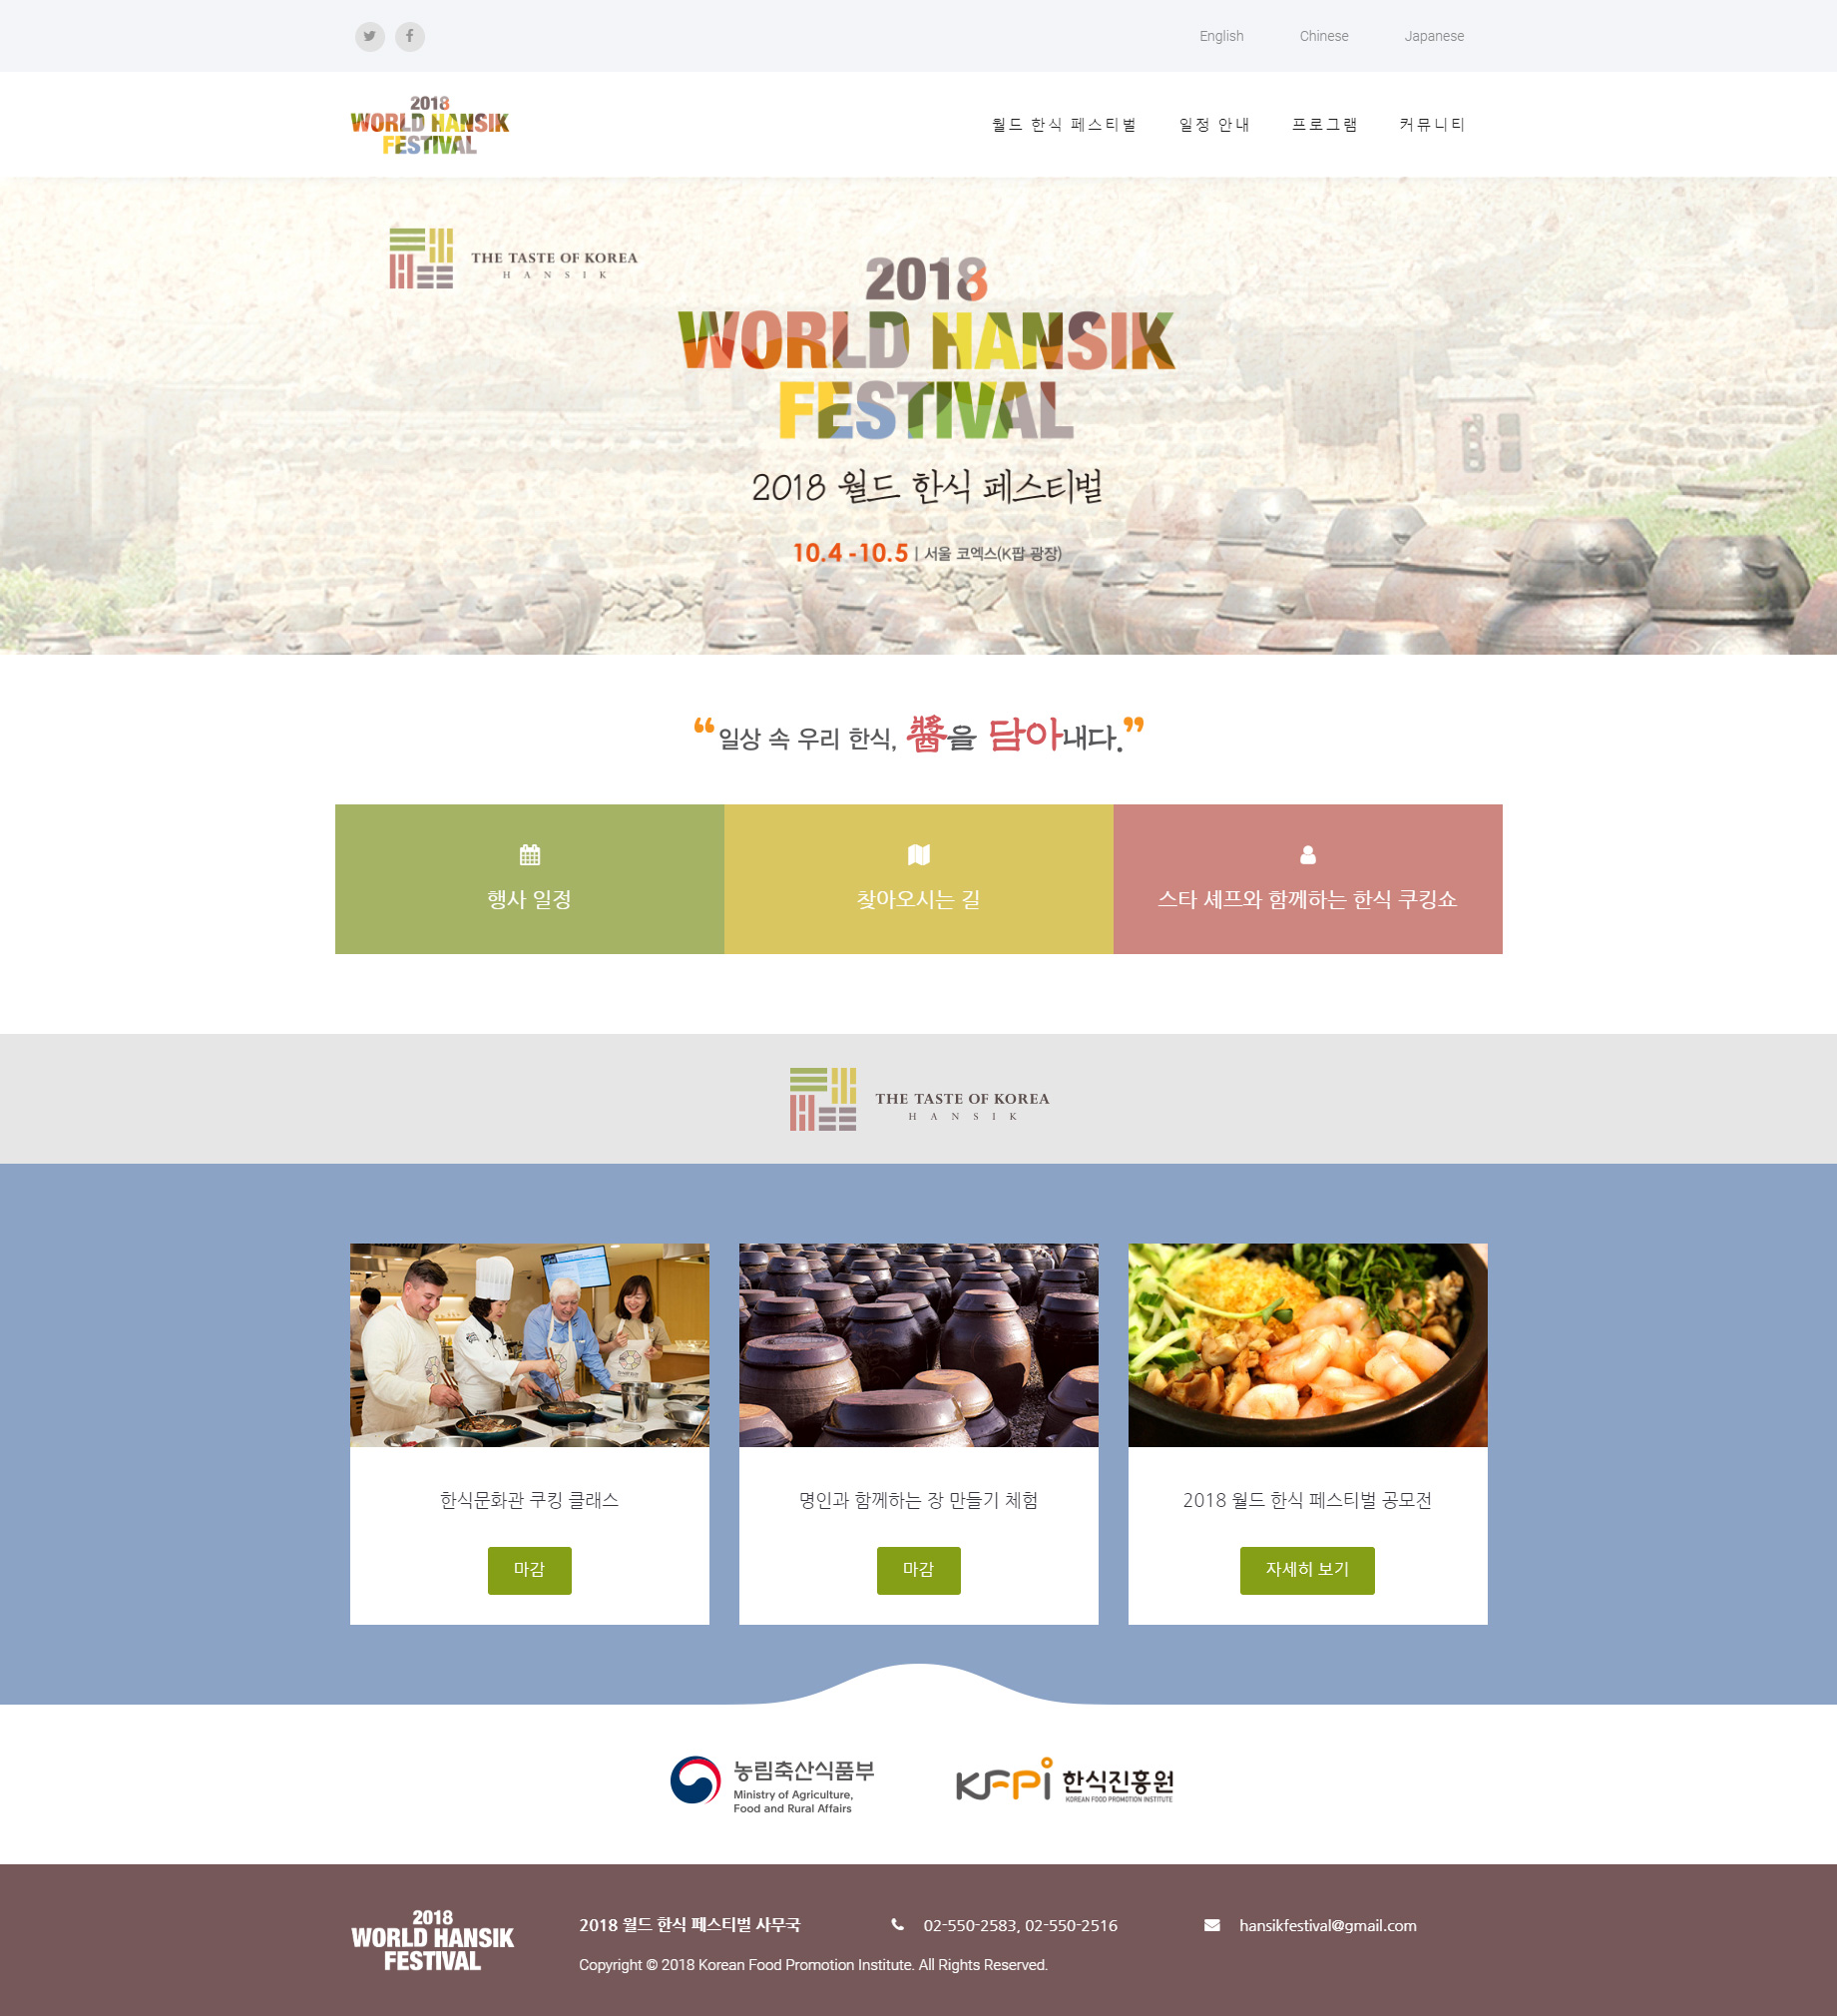 English
Chinese
Japanese
2018
WORLD HANSIK
FESTIVAL
월드 한식 페스티벌
일정 안내
프로그램
커뮤니티
THE TASTE OF KOREA
HANSIK
2018
WORLD HANSIK
FESTIVAL
2018 월드 한식 페스티벌
10.4 -10.5 | 서울 코엑스(K팝 광장)
“일상 속 우리 한식, 醬을 담아내다.”
행사 일정
찾아오시는 길
스타 셰프와 함께하는 한식 쿠킹쇼
THE TASTE OF KOREA
HANSIK
한식문화관 쿠킹 클래스
마감
명인과 함께하는 장 만들기 체험
마감
2018 월드 한식 페스티벌 공모전
자세히 보기
농림축산식품부
Ministry of Agriculture,
Food and Rural Affairs
KFPI 한식진흥원
KOREAN FOOD PROMOTION INSTITUTE
2018
WORLD HANSIK
FESTIVAL
2018 월드 한식 페스티벌 사무국
02-550-2583, 02-550-2516
hansikfestival@gmail.com
Copyright © 2018 Korean Food Promotion Institute. All Rights Reserved.